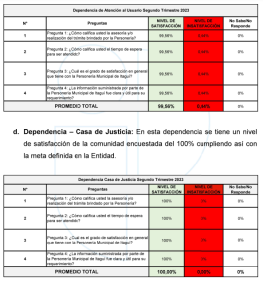 Dependencia de Atención al Usuario Segundo Trimestre 2023
N° Preguntas NIVEL DE SATISFACCIÓN NIVEL DE INSATISFACCIÓN No Sabe/No Responde
1 Pregunta 1: ¿Cómo califica usted la asesoría y/o realización del trámite brindado por la Personería? 99,56% 0,44% 0%
2 Pregunta 2: ¿Cómo califica usted el tiempo de espera para ser atendido? 99,56% 0,44% 0%
3 Pregunta 3: ¿Cuál es el grado de satisfacción en general que tiene con la Personería Municipal de Itagüí? 99,56% 0,44% 0%
4 Pregunta 4: ¿La información suministrada por parte de la Personería Municipal de Itagüí fue clara y útil para su requerimiento? 99,56% 0,44% 0%
PROMEDIO TOTAL 99,56% 0,44% 0%
d. Dependencia – Casa de Justicia: En esta dependencia se tiene un nivel
de satisfacción de la comunidad encuestada del 100% cumpliendo así con
la meta definida en la Entidad.
Dependencia Casa de Justicia Segundo Trimestre 2023
N° Preguntas NIVEL DE SATISFACCIÓN NIVEL DE INSATISFACCIÓN No Sabe/No Responde
1 Pregunta 1: ¿Cómo califica usted la asesoría y/o realización del trámite brindado por la Personería? 100% 0% 0%
2 Pregunta 2: ¿Cómo califica usted el tiempo de espera para ser atendido? 100% 0% 0%
3 Pregunta 3: ¿Cuál es el grado de satisfacción en general que tiene con la Personería Municipal de Itagüí? 100% 0% 0%
4 Pregunta 4: ¿La información suministrada por parte de la Personería Municipal de Itagüí fue clara y útil para su requerimiento? 100% 0% 0%
PROMEDIO TOTAL 100,00% 0,00% 0%